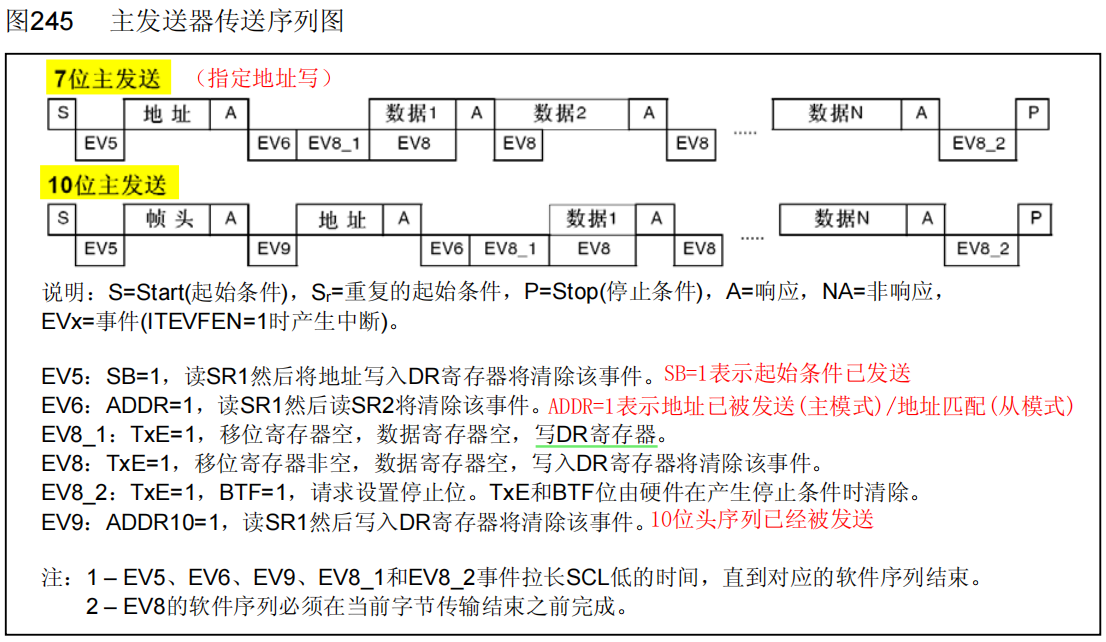 图245 主发送器传送序列图
7位主发送 (指定地址写)
S 地址 A 数据1 A 数据2 A 数据N A P
EV5 EV6 EV8_1 EV8 EV8 EV8 ..... EV8_2
10位主发送
S 帧头 A 地址 A 数据1 A 数据N A P
EV5 EV9 EV6 EV8_1 EV8 EV8 ..... EV8_2
说明：S=Start(起始条件)，Sr=重复的起始条件，P=Stop(停止条件)，A=响应，NA=非响应，
EVx=事件(ITEVFEN=1时产生中断)。
EV5：SB=1，读SR1然后将地址写入DR寄存器将清除该事件。SB=1表示起始条件已发送
EV6：ADDR=1，读SR1然后读SR2将清除该事件。ADDR=1表示地址已被发送(主模式)/地址匹配(从模式)
EV8_1：TxE=1，移位寄存器空，数据寄存器空，写DR寄存器。
EV8：TxE=1，移位寄存器非空，数据寄存器空，写入DR寄存器将清除该事件。
EV8_2：TxE=1，BTF=1，请求设置停止位。TxE和BTF位由硬件在产生停止条件时清除。
EV9：ADDR10=1，读SR1然后写入DR寄存器将清除该事件。10位头序列已经被发送
注：1 – EV5、EV6、EV9、EV8_1和EV8_2事件拉长SCL低的时间，直到对应的软件序列结束。
2 – EV8的软件序列必须在当前字节传输结束之前完成。